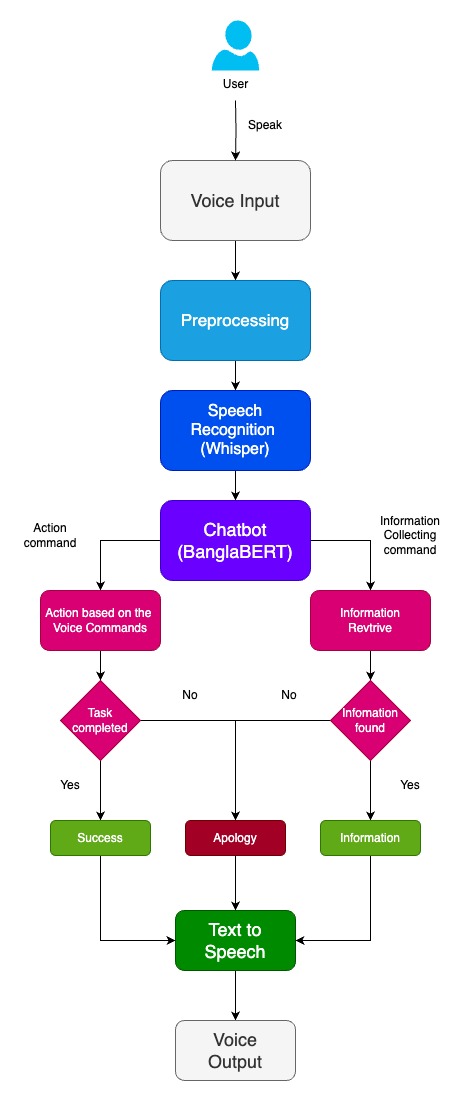 User
Speak
Voice Input
Preprocessing
Speech
Recognition
(Whisper)
Chatbot
(BanglaBERT)
Action
command
Information
Collecting
command
Action based on the
Voice Commands
Information
Revtrive
Task
completed
No
No
Infomation
found
Yes
Yes
Success
Apology
Information
Text to
Speech
Voice
Output